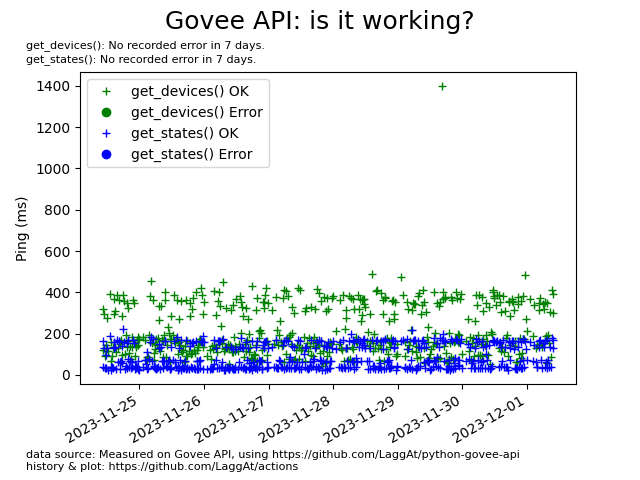 Govee API: is it working?
get_devices(): No recorded error in 7 days.
get_states(): No recorded error in 7 days.
get_devices() OK
get_devices() Error
get_states() OK
get_states() Error
1400
1200
1000
800
600
400
200
0
Ping (ms)
2023-11-25
2023-11-26
2023-11-27
2023-11-28
2023-11-29
2023-11-30
2023-12-01
data source: Measured on Govee API, using https://github.com/LaggAt/python-govee-api
history & plot: https://github.com/LaggAt/actions